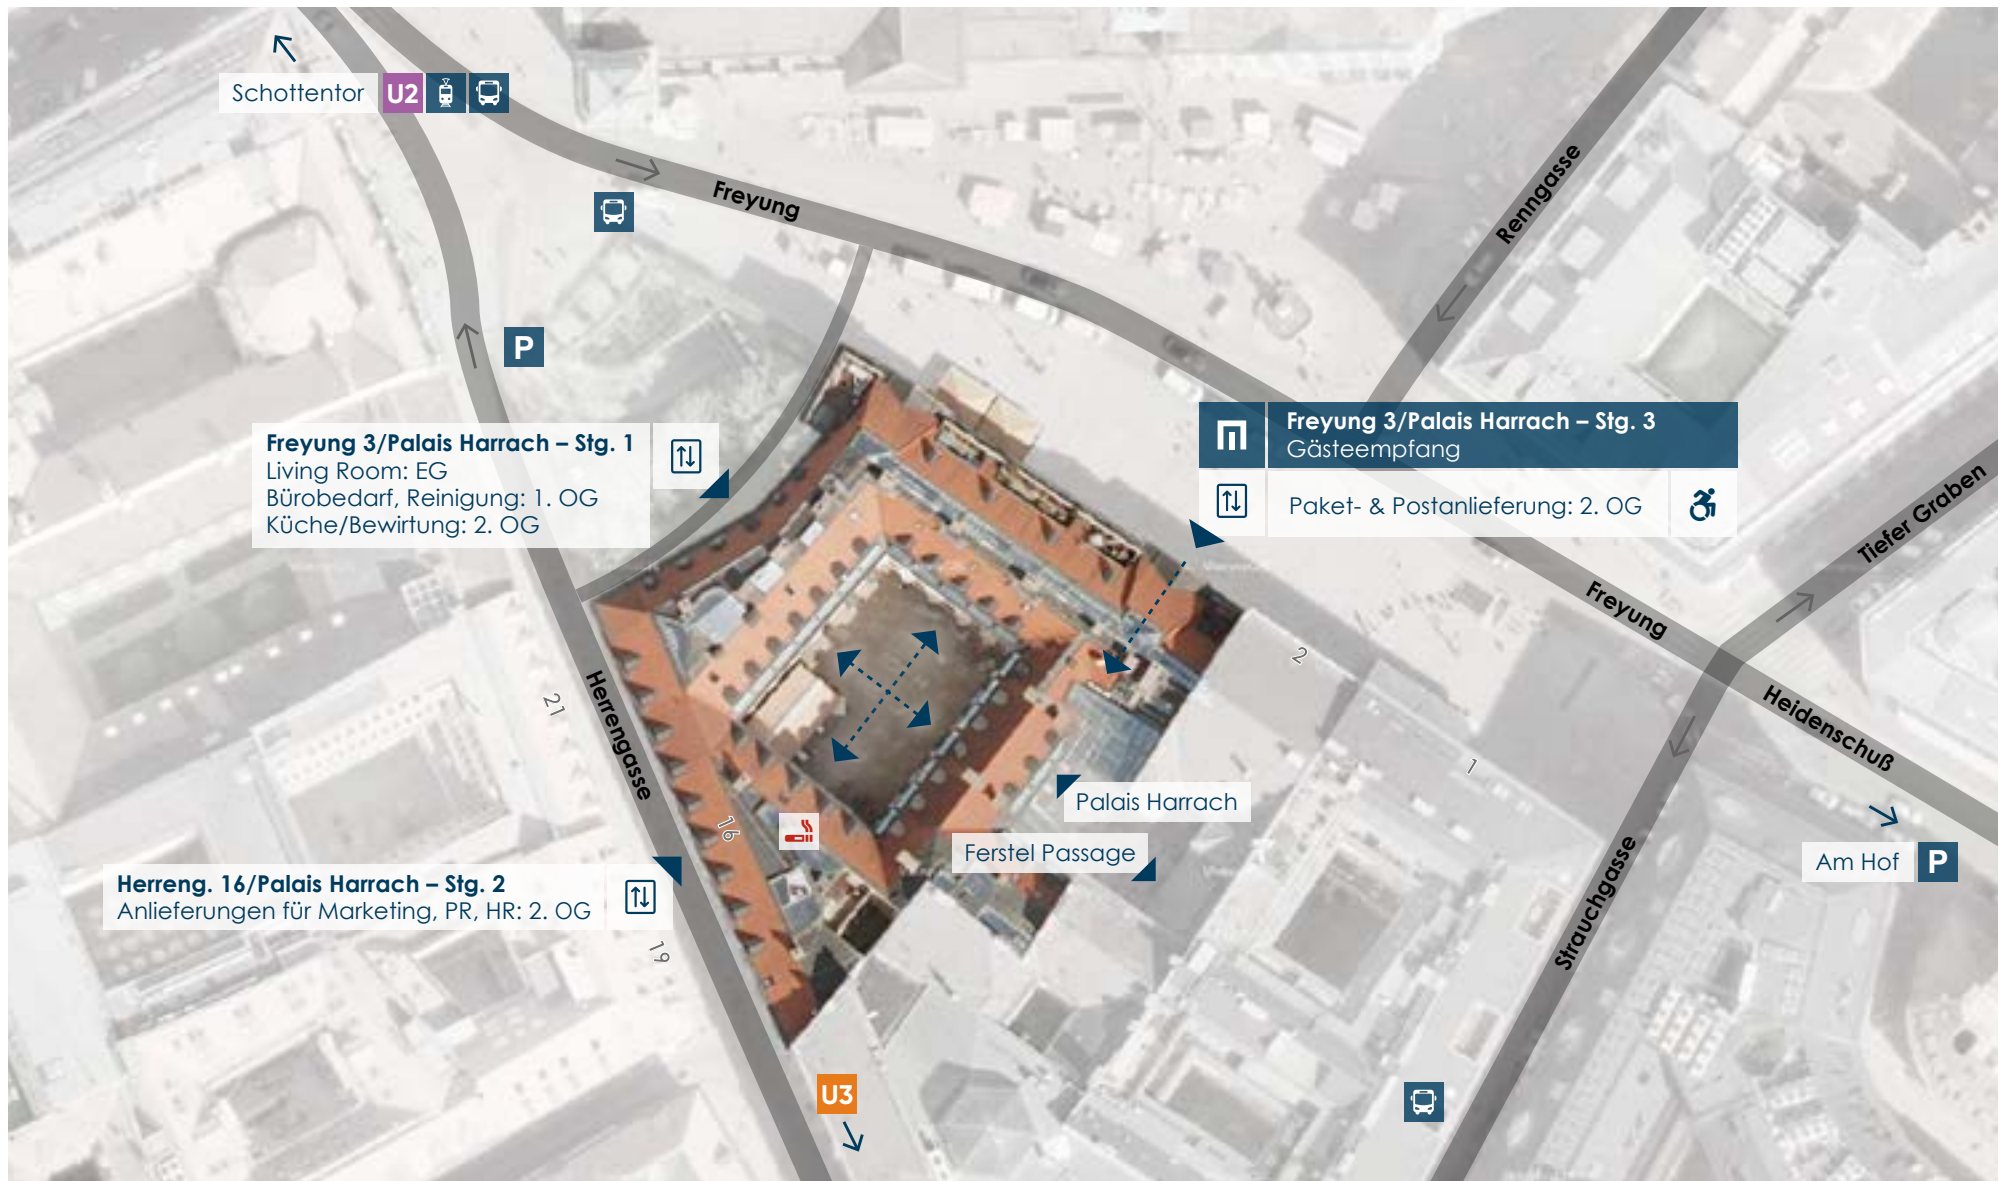 Schottentor U2
Freyung
Renngasse
P
Freyung 3/Palais Harrach – Stg. 1
Living Room: EG
Bürobedarf, Reinigung: 1. OG
Küche/Bewirtung: 2. OG
Freyung 3/Palais Harrach – Stg. 3
Gästeempfang
Paket- & Postanlieferung: 2. OG
Tiefer Graben
Freyung
2
Herrengasse
21
Heidenschuß
1
16
Palais Harrach
Ferstel Passage
Am Hof P
Herreng. 16/Palais Harrach – Stg. 2
Anlieferungen für Marketing, PR, HR: 2. OG
Strauchgasse
19
U3